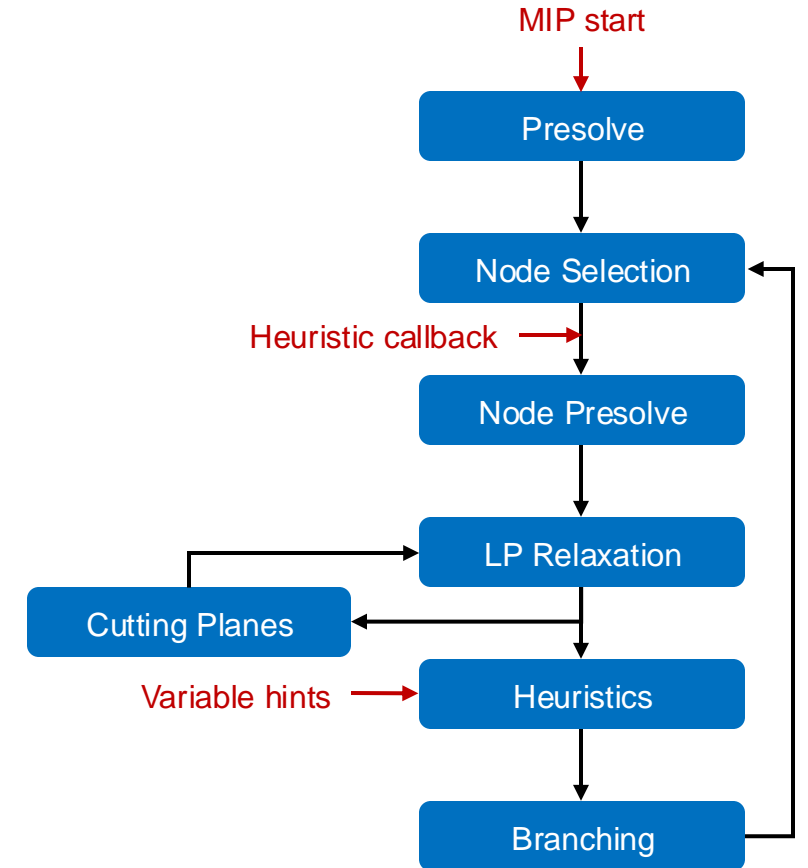 MIP start
Presolve
Node Selection
Heuristic callback
Node Presolve
LP Relaxation
Cutting Planes
Variable hints
Heuristics
Branching